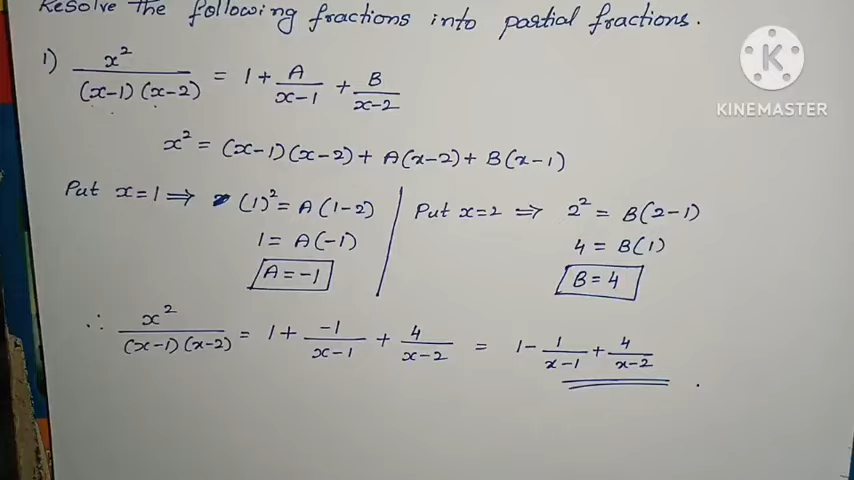 Resolve the following fractions into partial fractions.
1) x²/(x-1)(x-2) = 1 + A/x-1 + B/x-2
x² = (x-1)(x-2) + A(x-2) + B(x-1)
Put x=1 ⇒ (1)² = A(1-2)
1 = A(-1)
A = -1
Put x=2 ⇒ 2² = B(2-1)
4 = B(1)
B = 4
∴ x²/(x-1)(x-2) = 1 + -1/x-1 + 4/x-2 = 1 - 1/x-1 + 4/x-2 .
KINEMASTER